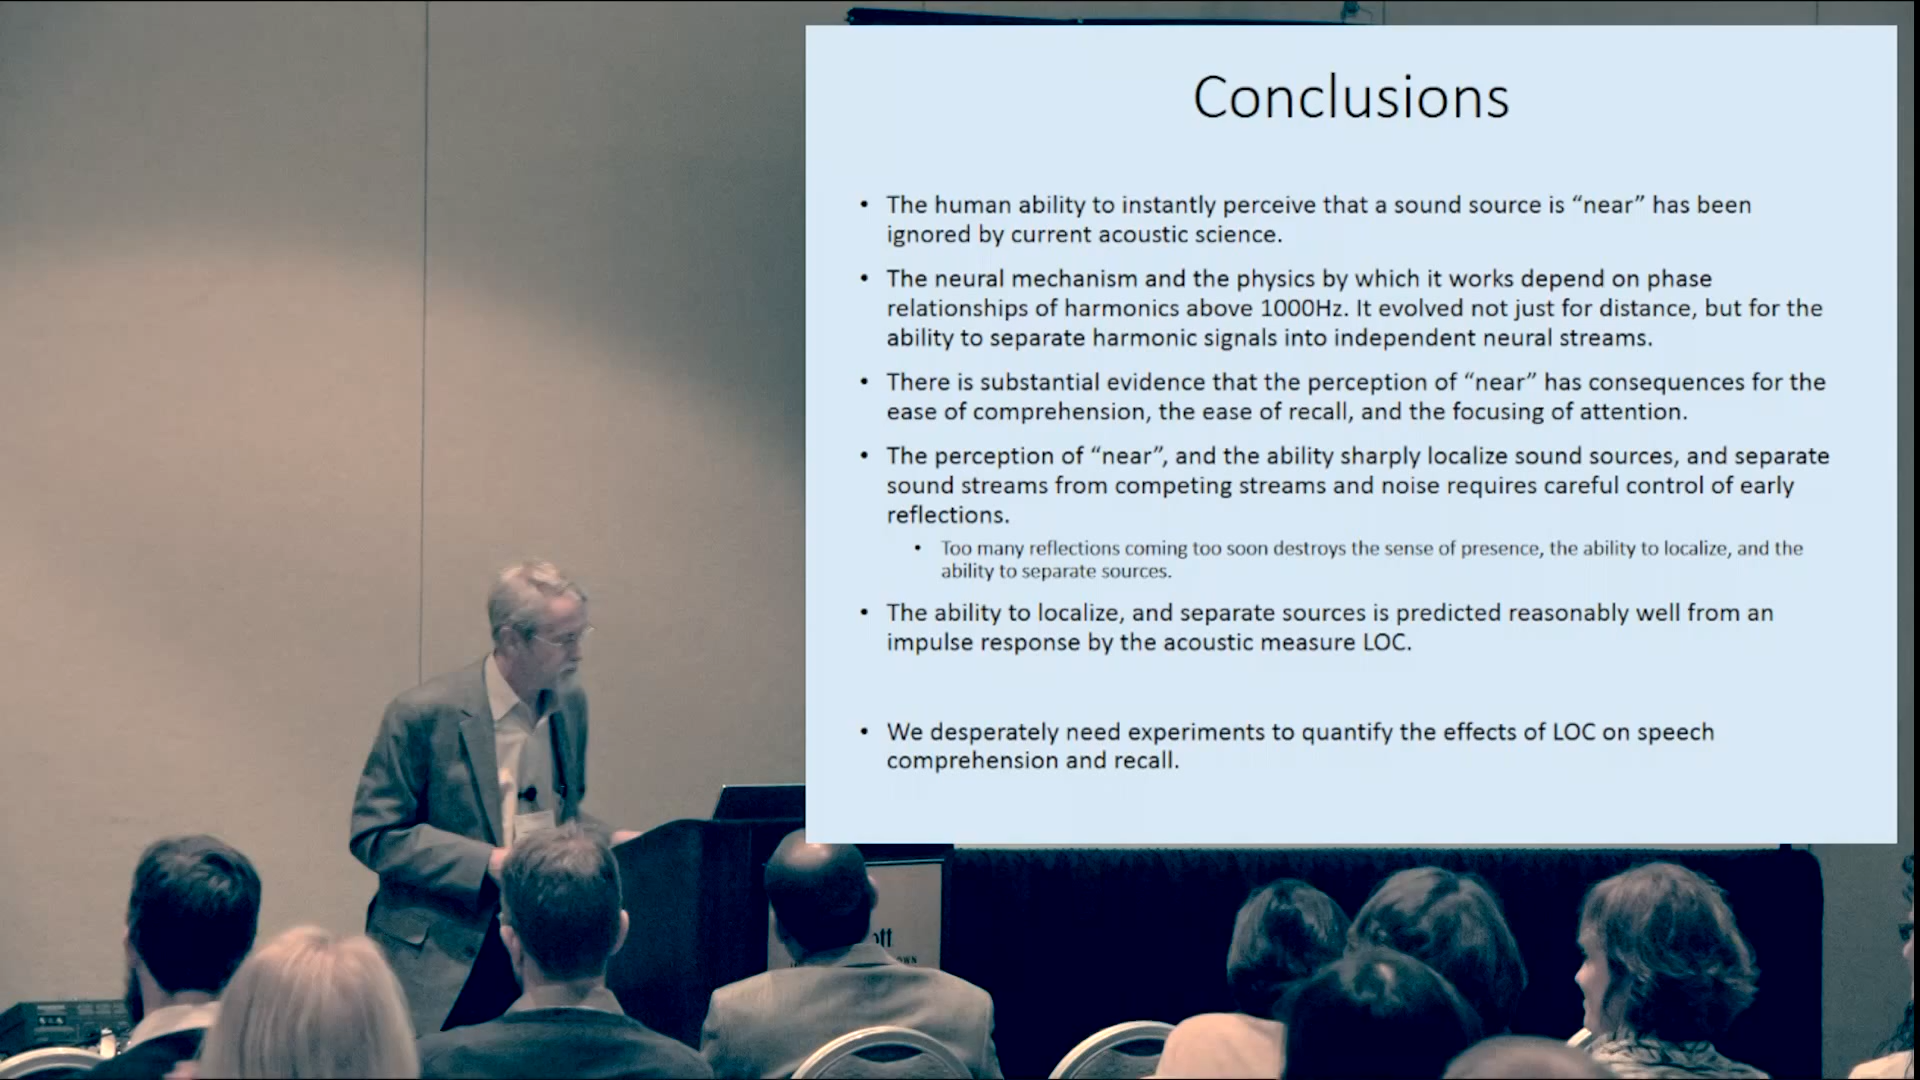 Conclusions
• The human ability to instantly perceive that a sound source is “near” has been
ignored by current acoustic science.
• The neural mechanism and the physics by which it works depend on phase
relationships of harmonics above 1000Hz. It evolved not just for distance, but for the
ability to separate harmonic signals into independent neural streams.
• There is substantial evidence that the perception of “near” has consequences for the
ease of comprehension, the ease of recall, and the focusing of attention.
• The perception of “near”, and the ability sharply localize sound sources, and separate
sound streams from competing streams and noise requires careful control of early
reflections.
• Too many reflections coming too soon destroys the sense of presence, the ability to localize, and the
ability to separate sources.
• The ability to localize, and separate sources is predicted reasonably well from an
impulse response by the acoustic measure LOC.
• We desperately need experiments to quantify the effects of LOC on speech
comprehension and recall.